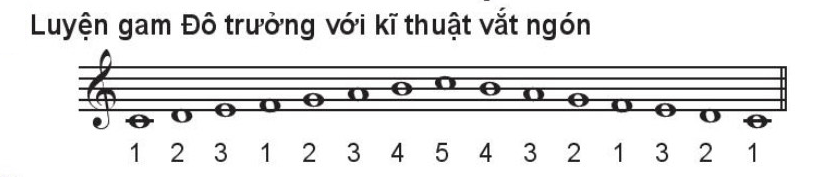 Luyện gam Đô trưởng với kĩ thuật vắt ngón
1 2 3 1 2 3 4 5 4 3 2 1 3 2 1